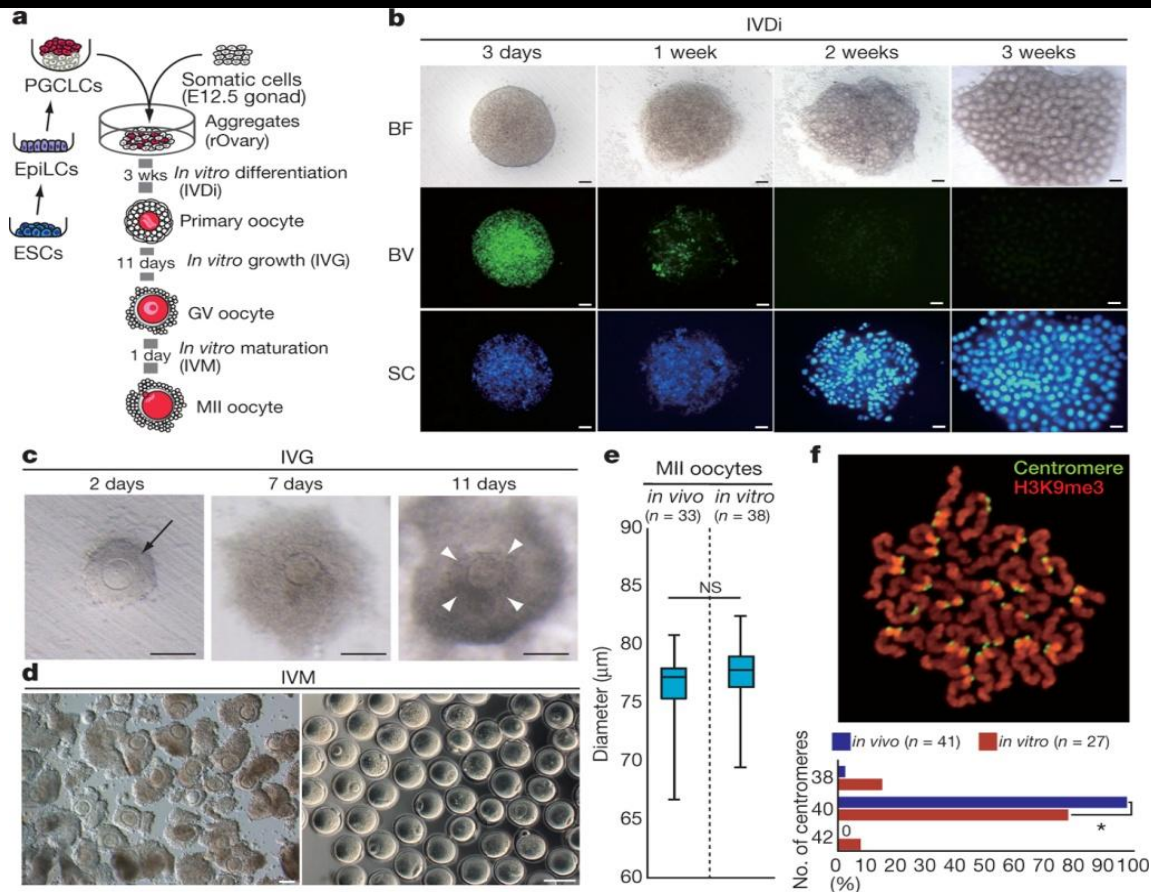 a
PGCLCs
Somatic cells
(E12.5 gonad)
Aggregates
(rOvary)
EpiLCs
3 wks
In vitro differentiation
(IVDi)
Primary oocyte
ESCs
11 days
In vitro growth (IVG)
GV oocyte
1 day
In vitro maturation
(IVM)
MII oocyte
b
IVDi
3 days
1 week
2 weeks
3 weeks
BF
BV
SC
c
IVG
2 days
7 days
11 days
d
IVM
e
MII oocytes
in vivo
(n = 33)
in vitro
(n = 38)
90
85
80
75
70
65
60
NS
Diameter (µm)
f
Centromere
H3K9me3
in vivo (n = 41)
in vitro (n = 27)
No. of centromeres
38
40
42
0
*
0 10 20 30 40 50 60 70 80 90 100
(%)